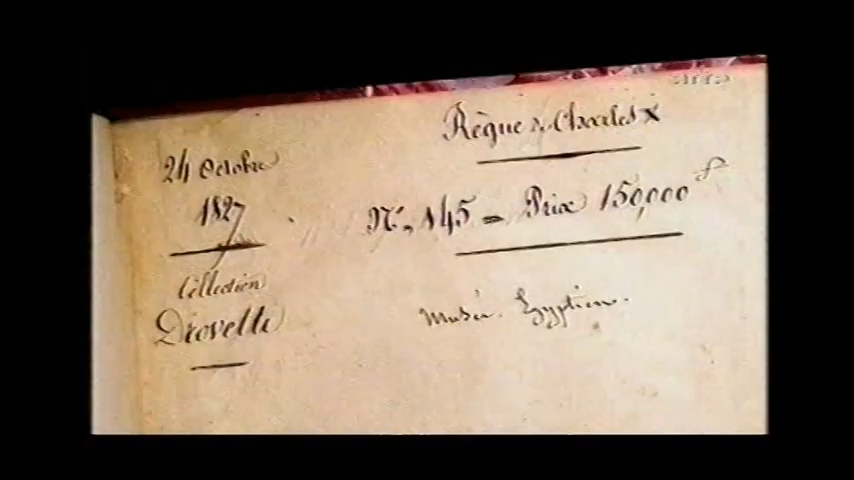 Règne de Charles X
24 Octobre
1827
N°. 145 = Prix 150,000 f
Collection
Drovetti
Musée. Egyptien.